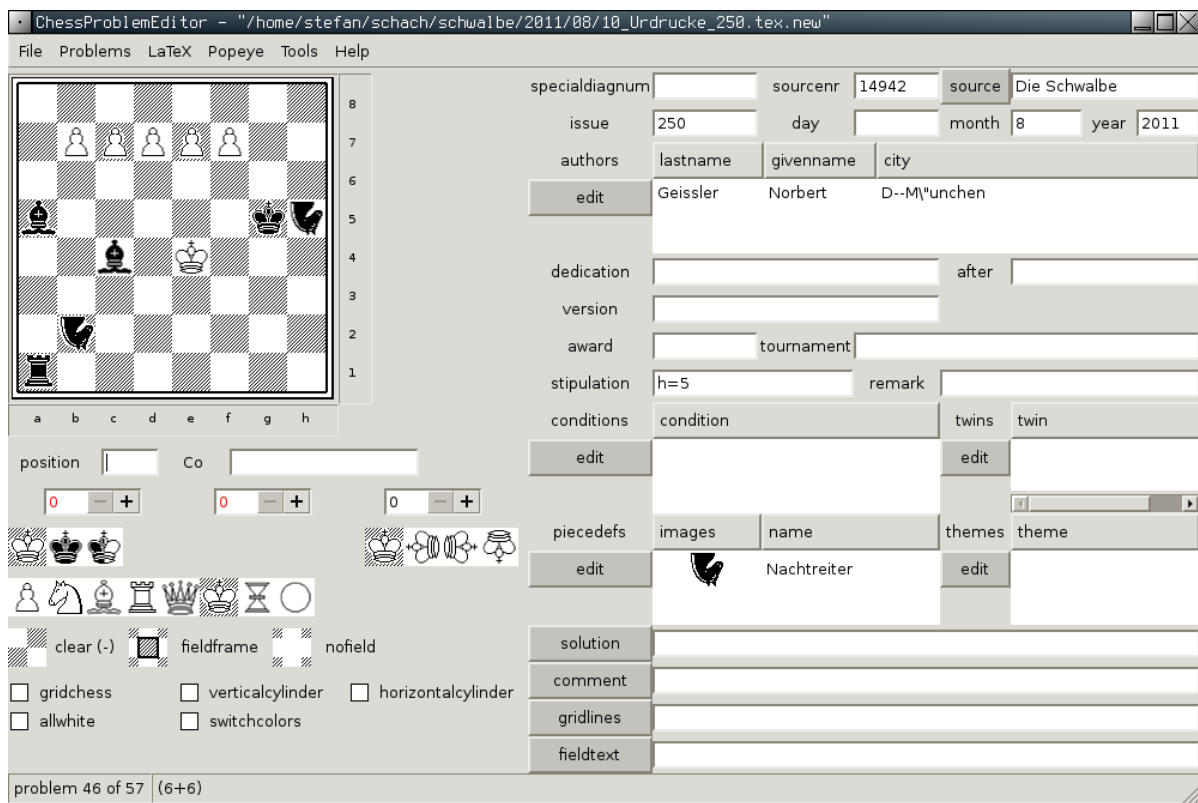 ChessProblemEditor - "/home/stefan/schach/schwalbe/2011/08/10_Urdrucke_250.tex.new"
File Problems LaTeX Popeye Tools Help
8
7
6
5
4
3
2
1
a b c d e f g h
position Co
0 0 0
clear (-) fieldframe nofield
gridchess verticalcylinder horizontalcylinder
allwhite switchcolors
specialdiagnum sourcenr 14942 source Die Schwalbe
issue 250 day month 8 year 2011
authors lastname givenname city
edit Geissler Norbert D--M\"unchen
dedication after
version
award tournament
stipulation h=5 remark
conditions condition twins twin
edit edit
piecedefs images name themes theme
edit Nachtreiter edit
solution
comment
gridlines
fieldtext
problem 46 of 57 (6+6)